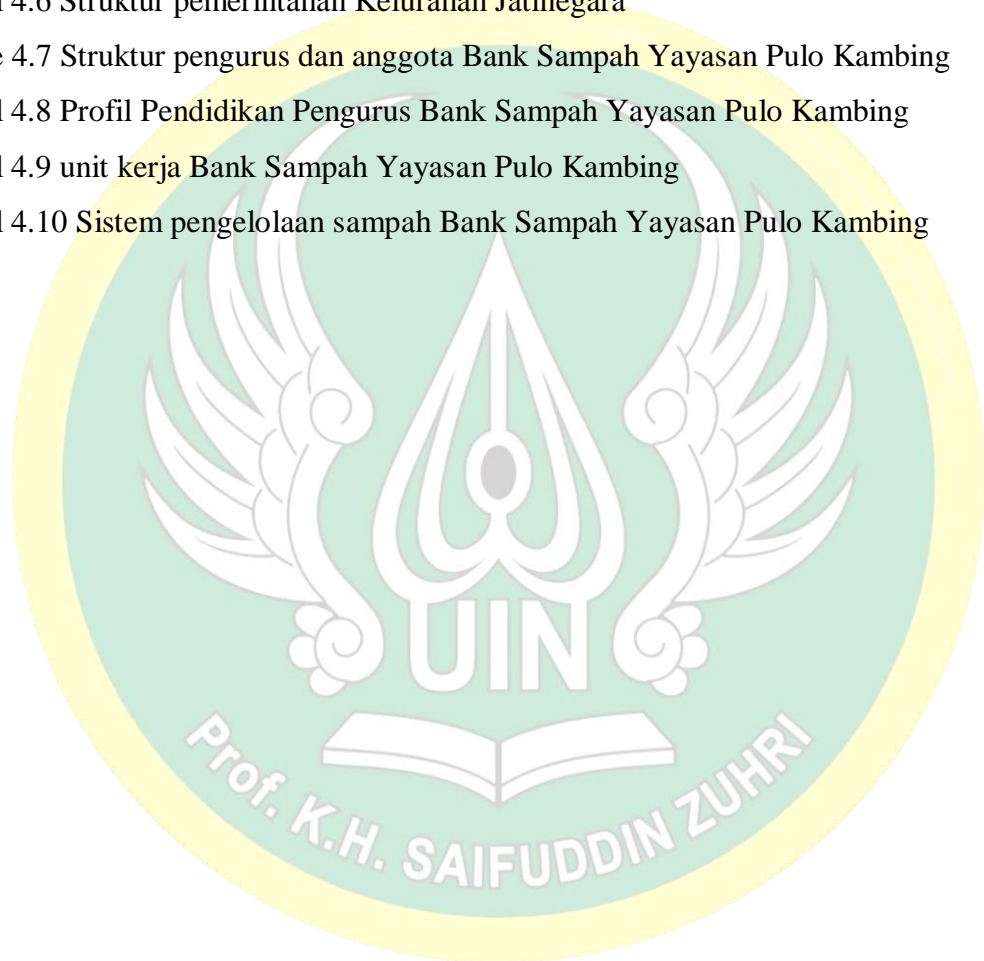 4.6 Struktur pemerintahan Kelurahan Jatinegara
4.7 Struktur pengurus dan anggota Bank Sampah Yayasan Pulo Kambing
4.8 Profil Pendidikan Pengurus Bank Sampah Yayasan Pulo Kambing
4.9 unit kerja Bank Sampah Yayasan Pulo Kambing
4.10 Sistem pengelolaan sampah Bank Sampah Yayasan Pulo Kambing
UIN
Prof. K.H. SAIFUDDIN ZUHRI